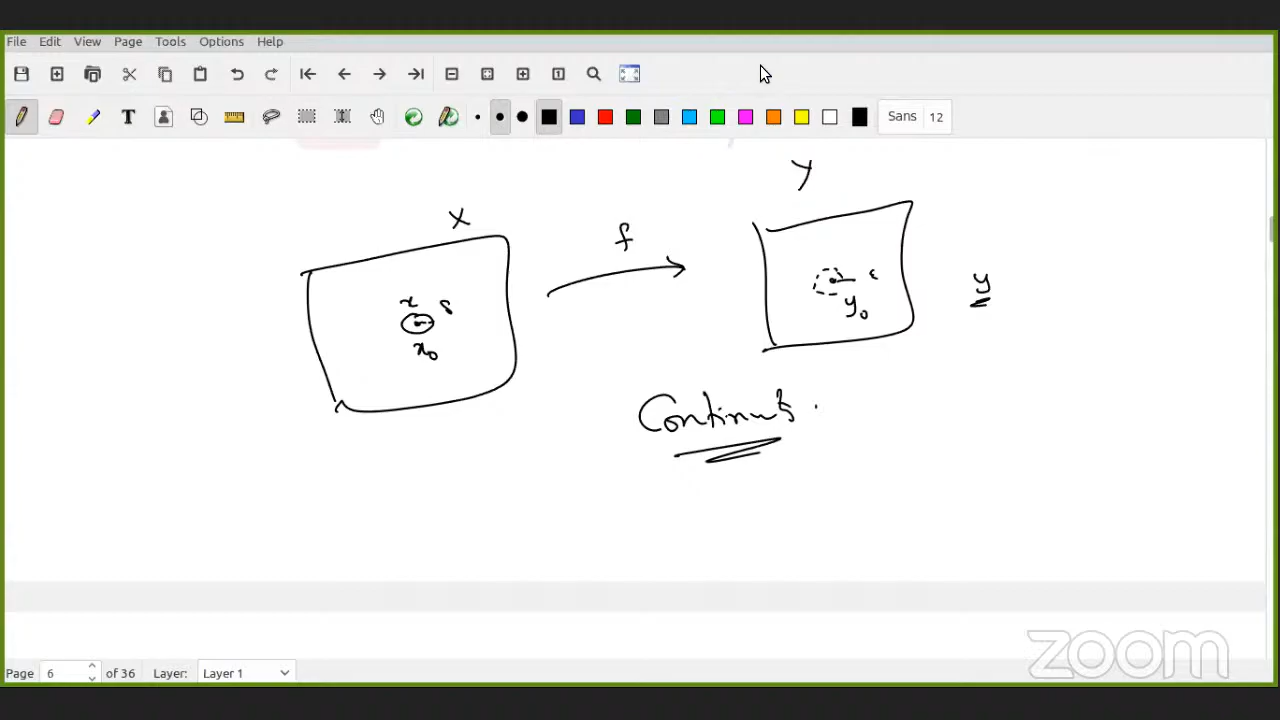 File Edit View Page Tools Options Help
Sans 12
Y
X
f
x δ
ε
y
y₀
x₀
Page 6 of 36 Layer: Layer 1
zoom